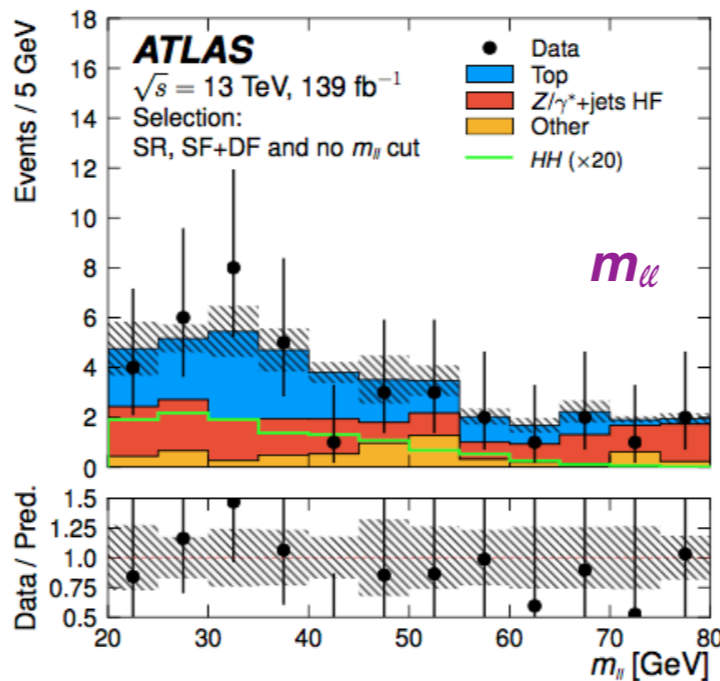 ATLAS
√s = 13 TeV, 139 fb⁻¹
Selection:
SR, SF+DF and no m_ll cut
Data
Top
Z/γ*+jets HF
Other
HH (×20)
m_ℓℓ
Events / 5 GeV
18
16
14
12
10
8
6
4
2
0
Data / Pred.
1.5
1.25
1.0
0.75
0.5
20 30 40 50 60 70 80
m_ll [GeV]